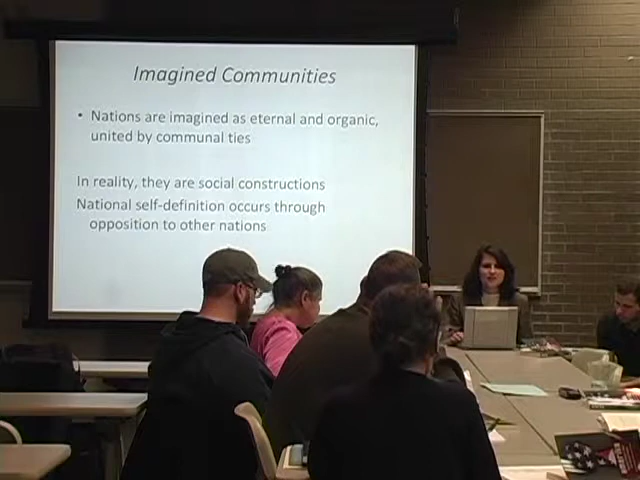 Imagined Communities
• Nations are imagined as eternal and organic,
united by communal ties
In reality, they are social constructions
National self-definition occurs through
opposition to other nations